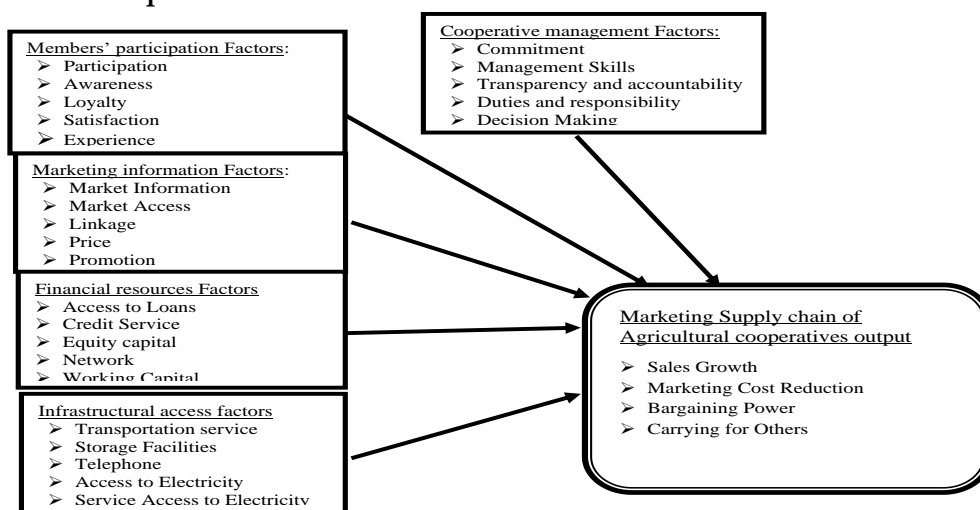 Members' participation Factors:
➢ Participation
➢ Awareness
➢ Loyalty
➢ Satisfaction
➢ Experience
Marketing information Factors:
➢ Market Information
➢ Market Access
➢ Linkage
➢ Price
➢ Promotion
Financial resources Factors
➢ Access to Loans
➢ Credit Service
➢ Equity capital
➢ Network
➢ Working Capital
Infrastructural access factors
➢ Transportation service
➢ Storage Facilities
➢ Telephone
➢ Access to Electricity
➢ Service Access to Electricity
Cooperative management Factors:
➢ Commitment
➢ Management Skills
➢ Transparency and accountability
➢ Duties and responsibility
➢ Decision Making
Marketing Supply chain of
Agricultural cooperatives output
➢ Sales Growth
➢ Marketing Cost Reduction
➢ Bargaining Power
➢ Carrying for Others